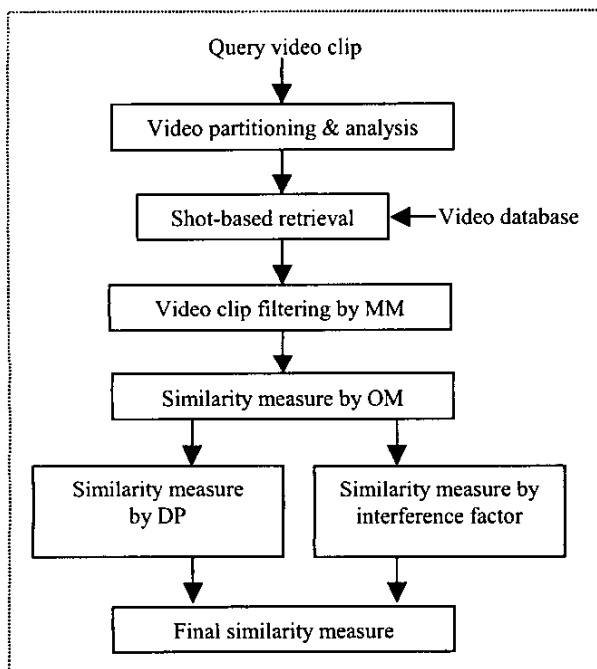 Query video clip
Video partitioning & analysis
Shot-based retrieval
Video database
Video clip filtering by MM
Similarity measure by OM
Similarity measure
by DP
Similarity measure by
interference factor
Final similarity measure